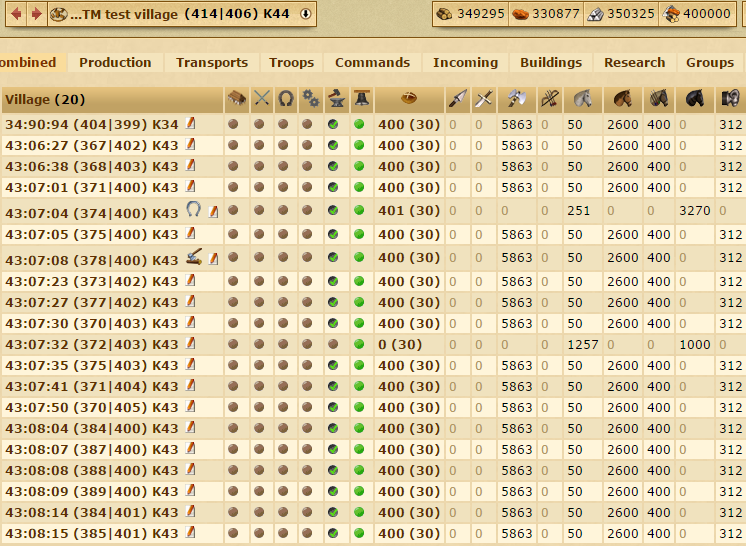 ...TM test village (414|406) K44 349295 330877 350325 400000
ombined Production Transports Troops Commands Incoming Buildings Research Groups
Village (20)
34:90:94 (404|399) K34 400 (30) 0 0 5863 0 50 2600 400 0 312
43:06:27 (367|402) K43 400 (30) 0 0 5863 0 50 2600 400 0 312
43:06:38 (368|403) K43 400 (30) 0 0 5863 0 50 2600 400 0 312
43:07:01 (371|400) K43 400 (30) 0 0 5863 0 50 2600 400 0 312
43:07:04 (374|400) K43 401 (30) 0 0 0 0 251 0 0 3270 0
43:07:05 (375|400) K43 400 (30) 0 0 5863 0 50 2600 400 0 312
43:07:08 (378|400) K43 400 (30) 0 0 5863 0 50 2600 400 0 312
43:07:23 (373|402) K43 400 (30) 0 0 5863 0 50 2600 400 0 312
43:07:27 (377|402) K43 400 (30) 0 0 5863 0 50 2600 400 0 312
43:07:30 (370|403) K43 400 (30) 0 0 5863 0 50 2600 400 0 312
43:07:32 (372|403) K43 0 (30) 0 0 0 0 1257 0 0 1000 0
43:07:35 (375|403) K43 400 (30) 0 0 5863 0 50 2600 400 0 312
43:07:41 (371|404) K43 400 (30) 0 0 5863 0 50 2600 400 0 312
43:07:50 (370|405) K43 400 (30) 0 0 5863 0 50 2600 400 0 312
43:08:04 (384|400) K43 400 (30) 0 0 5863 0 50 2600 400 0 312
43:08:07 (387|400) K43 400 (30) 0 0 5863 0 50 2600 400 0 312
43:08:08 (388|400) K43 400 (30) 0 0 5863 0 50 2600 400 0 312
43:08:09 (389|400) K43 400 (30) 0 0 5863 0 50 2600 400 0 312
43:08:14 (384|401) K43 400 (30) 0 0 5863 0 50 2600 400 0 312
43:08:15 (385|401) K43 400 (30) 0 0 5863 0 50 2600 400 0 312